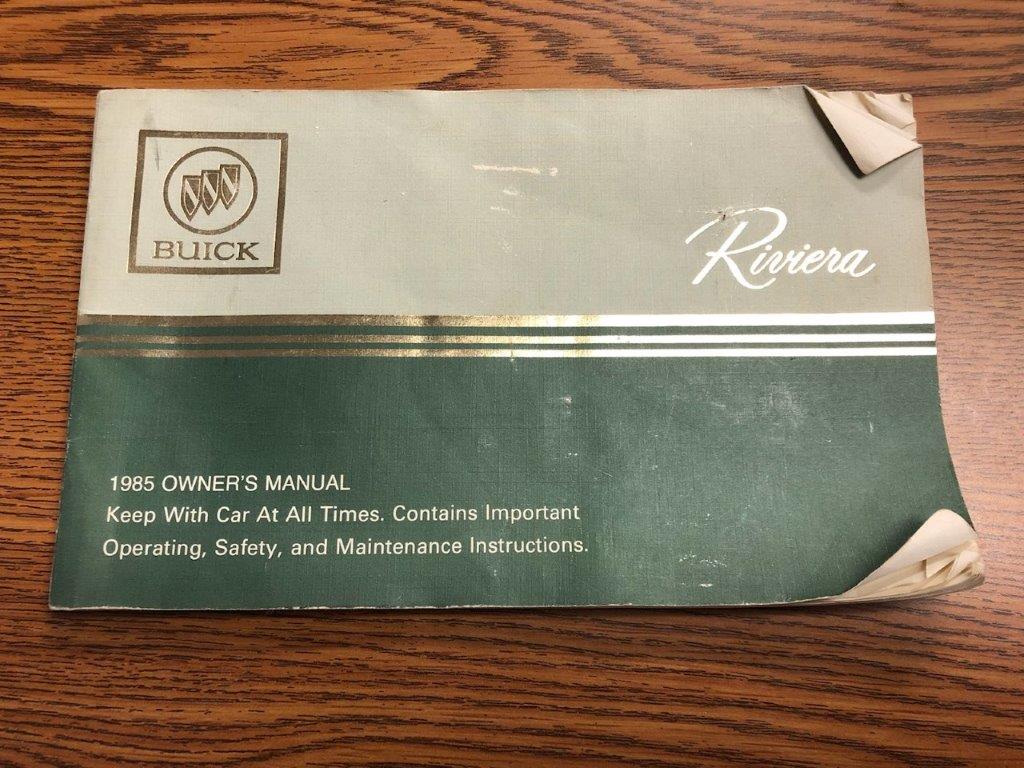 BUICK
Riviera
1985 OWNER'S MANUAL
Keep With Car At All Times. Contains Important
Operating, Safety, and Maintenance Instructions.